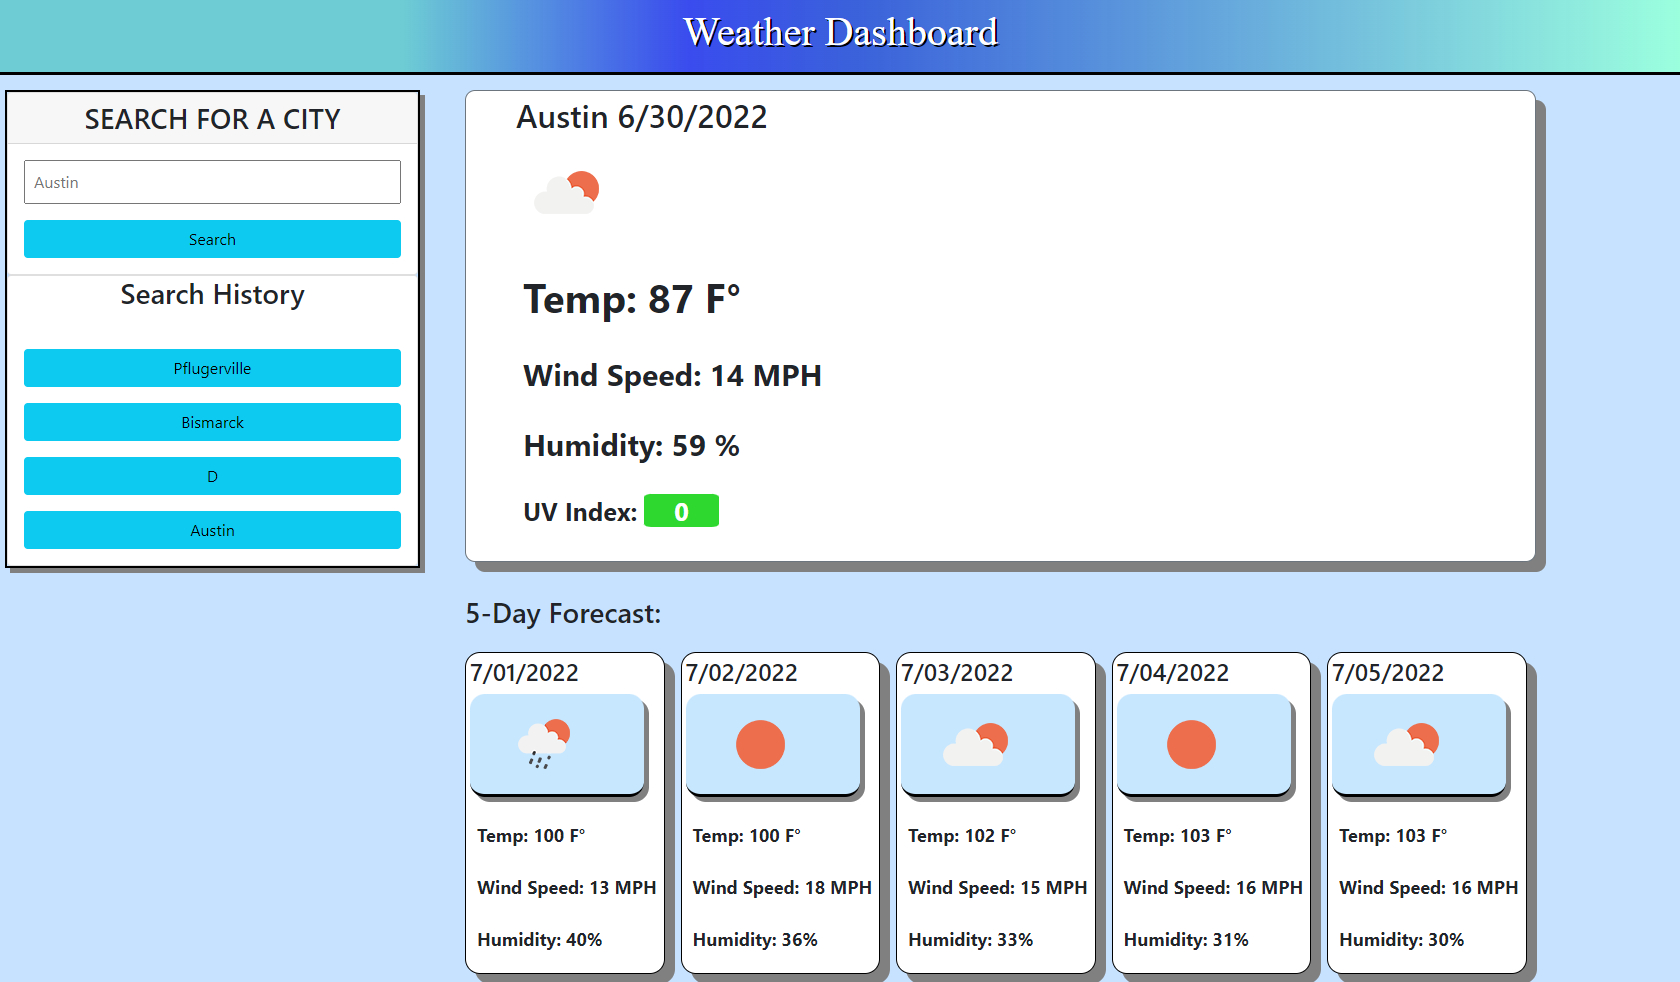 Weather Dashboard
SEARCH FOR A CITY
Austin
Search
Search History
Pflugerville
Bismarck
D
Austin
Austin 6/30/2022
Temp: 87 F°
Wind Speed: 14 MPH
Humidity: 59 %
UV Index: 0
5-Day Forecast:
7/01/2022
Temp: 100 F°
Wind Speed: 13 MPH
Humidity: 40%
7/02/2022
Temp: 100 F°
Wind Speed: 18 MPH
Humidity: 36%
7/03/2022
Temp: 102 F°
Wind Speed: 15 MPH
Humidity: 33%
7/04/2022
Temp: 103 F°
Wind Speed: 16 MPH
Humidity: 31%
7/05/2022
Temp: 103 F°
Wind Speed: 16 MPH
Humidity: 30%